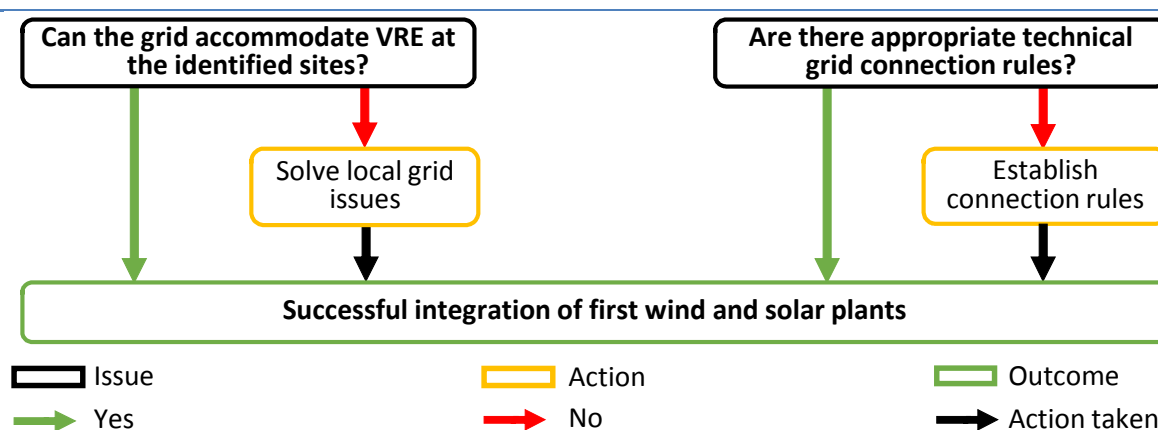 Can the grid accommodate VRE at
the identified sites?
Are there appropriate technical
grid connection rules?
Solve local grid
issues
Establish
connection rules
Successful integration of first wind and solar plants
Issue
Action
Outcome
Yes
No
Action taken